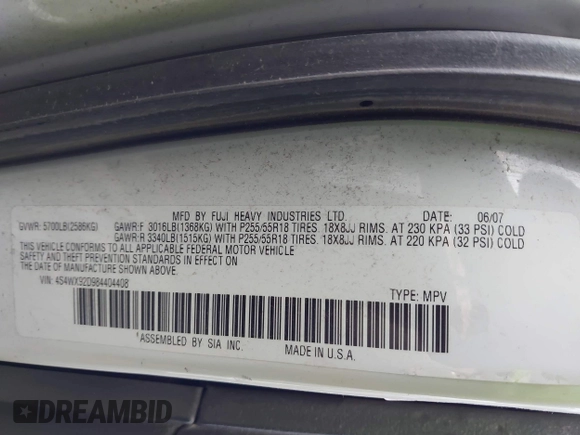 MFD BY FUJI HEAVY INDUSTRIES LTD. DATE: 06/07
GVWR: 5700LB(2586KG) GAWR:F 3016LB(1368KG) WITH P255/55R18 TIRES. 18X8JJ RIMS. AT 230 KPA (33 PSI) COLD
GAWR:R 3340LB(1515KG) WITH P255/55R18 TIRES. 18X8JJ RIMS. AT 220 KPA (32 PSI) COLD
THIS VEHICLE CONFORMS TO ALL APPLICABLE FEDERAL MOTOR VEHICLE
SAFETY AND THEFT PREVENTION STANDARDS IN EFFECT ON THE
DATE OF MANUFACTURE SHOWN ABOVE.
VIN: 4S4WX92D984404408 TYPE: MPV
*ASSEMBLED BY SIA INC. MADE IN U.S.A.
DREAMBID